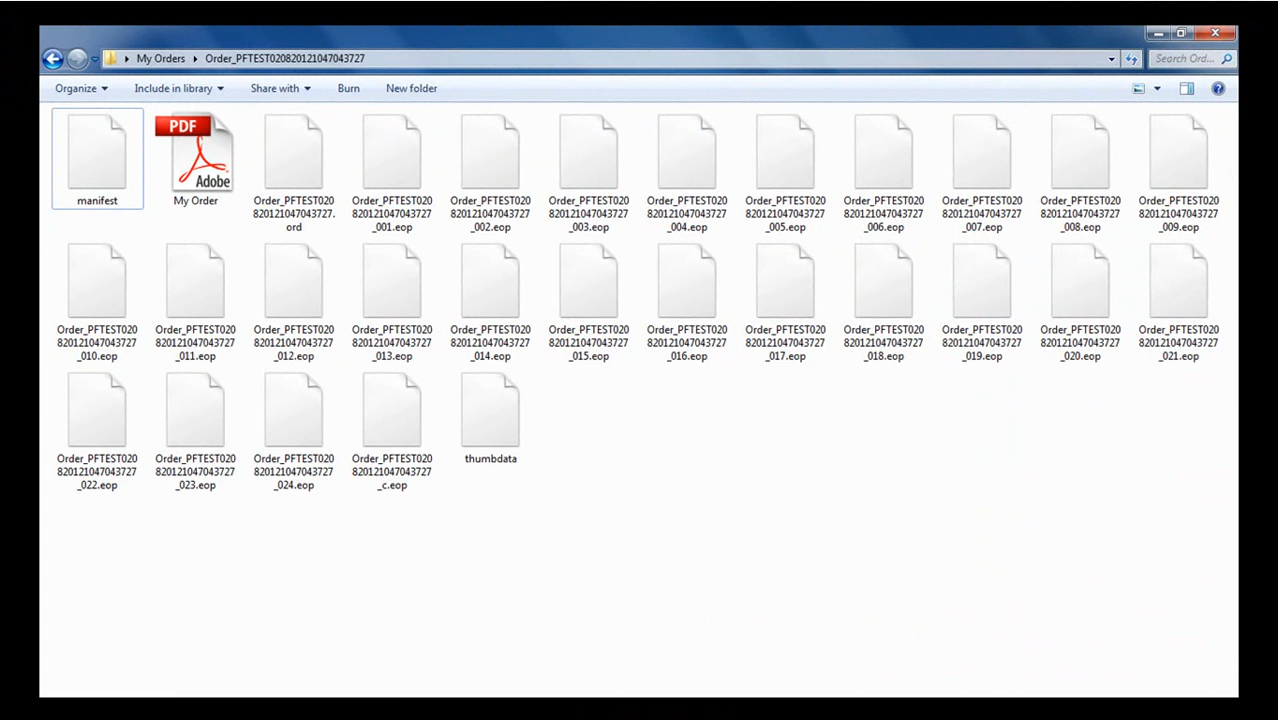 My Orders Order_PFTEST020820121047043727
Search Ord...
Organize Include in library Share with Burn New folder
PDF
Adobe
manifest
My Order
Order_PFTEST020
820121047043727.
ord
Order_PFTEST020
820121047043727
_001.eop
Order_PFTEST020
820121047043727
_002.eop
Order_PFTEST020
820121047043727
_003.eop
Order_PFTEST020
820121047043727
_004.eop
Order_PFTEST020
820121047043727
_005.eop
Order_PFTEST020
820121047043727
_006.eop
Order_PFTEST020
820121047043727
_007.eop
Order_PFTEST020
820121047043727
_008.eop
Order_PFTEST020
820121047043727
_009.eop
Order_PFTEST020
820121047043727
_010.eop
Order_PFTEST020
820121047043727
_011.eop
Order_PFTEST020
820121047043727
_012.eop
Order_PFTEST020
820121047043727
_013.eop
Order_PFTEST020
820121047043727
_014.eop
Order_PFTEST020
820121047043727
_015.eop
Order_PFTEST020
820121047043727
_016.eop
Order_PFTEST020
820121047043727
_017.eop
Order_PFTEST020
820121047043727
_018.eop
Order_PFTEST020
820121047043727
_019.eop
Order_PFTEST020
820121047043727
_020.eop
Order_PFTEST020
820121047043727
_021.eop
Order_PFTEST020
820121047043727
_022.eop
Order_PFTEST020
820121047043727
_023.eop
Order_PFTEST020
820121047043727
_024.eop
Order_PFTEST020
820121047043727
_c.eop
thumbdata